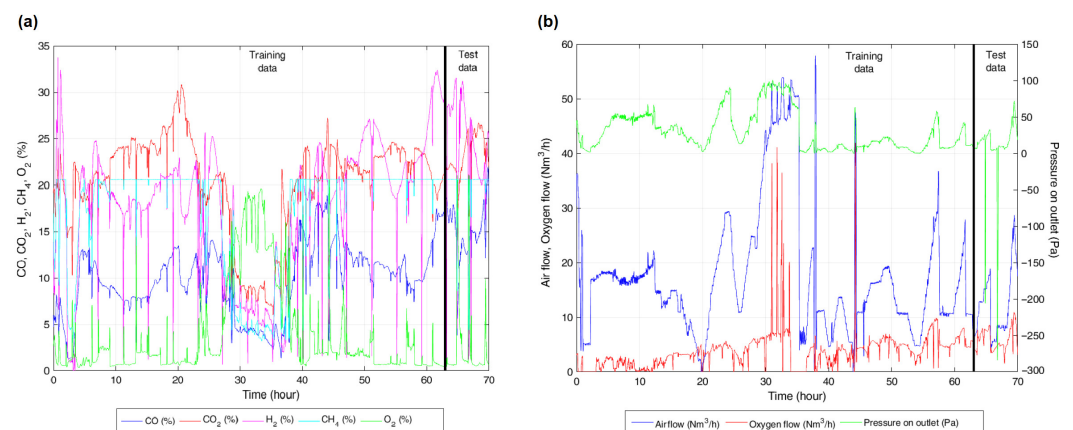 (a)
35
30
25
20
15
10
5
0
CO, CO₂, H₂, CH₄, O₂ (%)
Training
data
Test
data
0 10 20 30 40 50 60 70
Time (hour)
CO (%) CO₂ (%) H₂ (%) CH₄ (%) O₂ (%)
(b)
60
50
40
30
20
10
0
Air flow, Oxygen flow (Nm³/h)
Training
data
Test
data
150
100
50
0
−50
−100
−150
−200
−250
−300
Pressure on outlet (Pa)
0 10 20 30 40 50 60 70
Time (hour)
Airflow (Nm³/h) Oxygen flow (Nm³/h) Pressure on outlet (Pa)